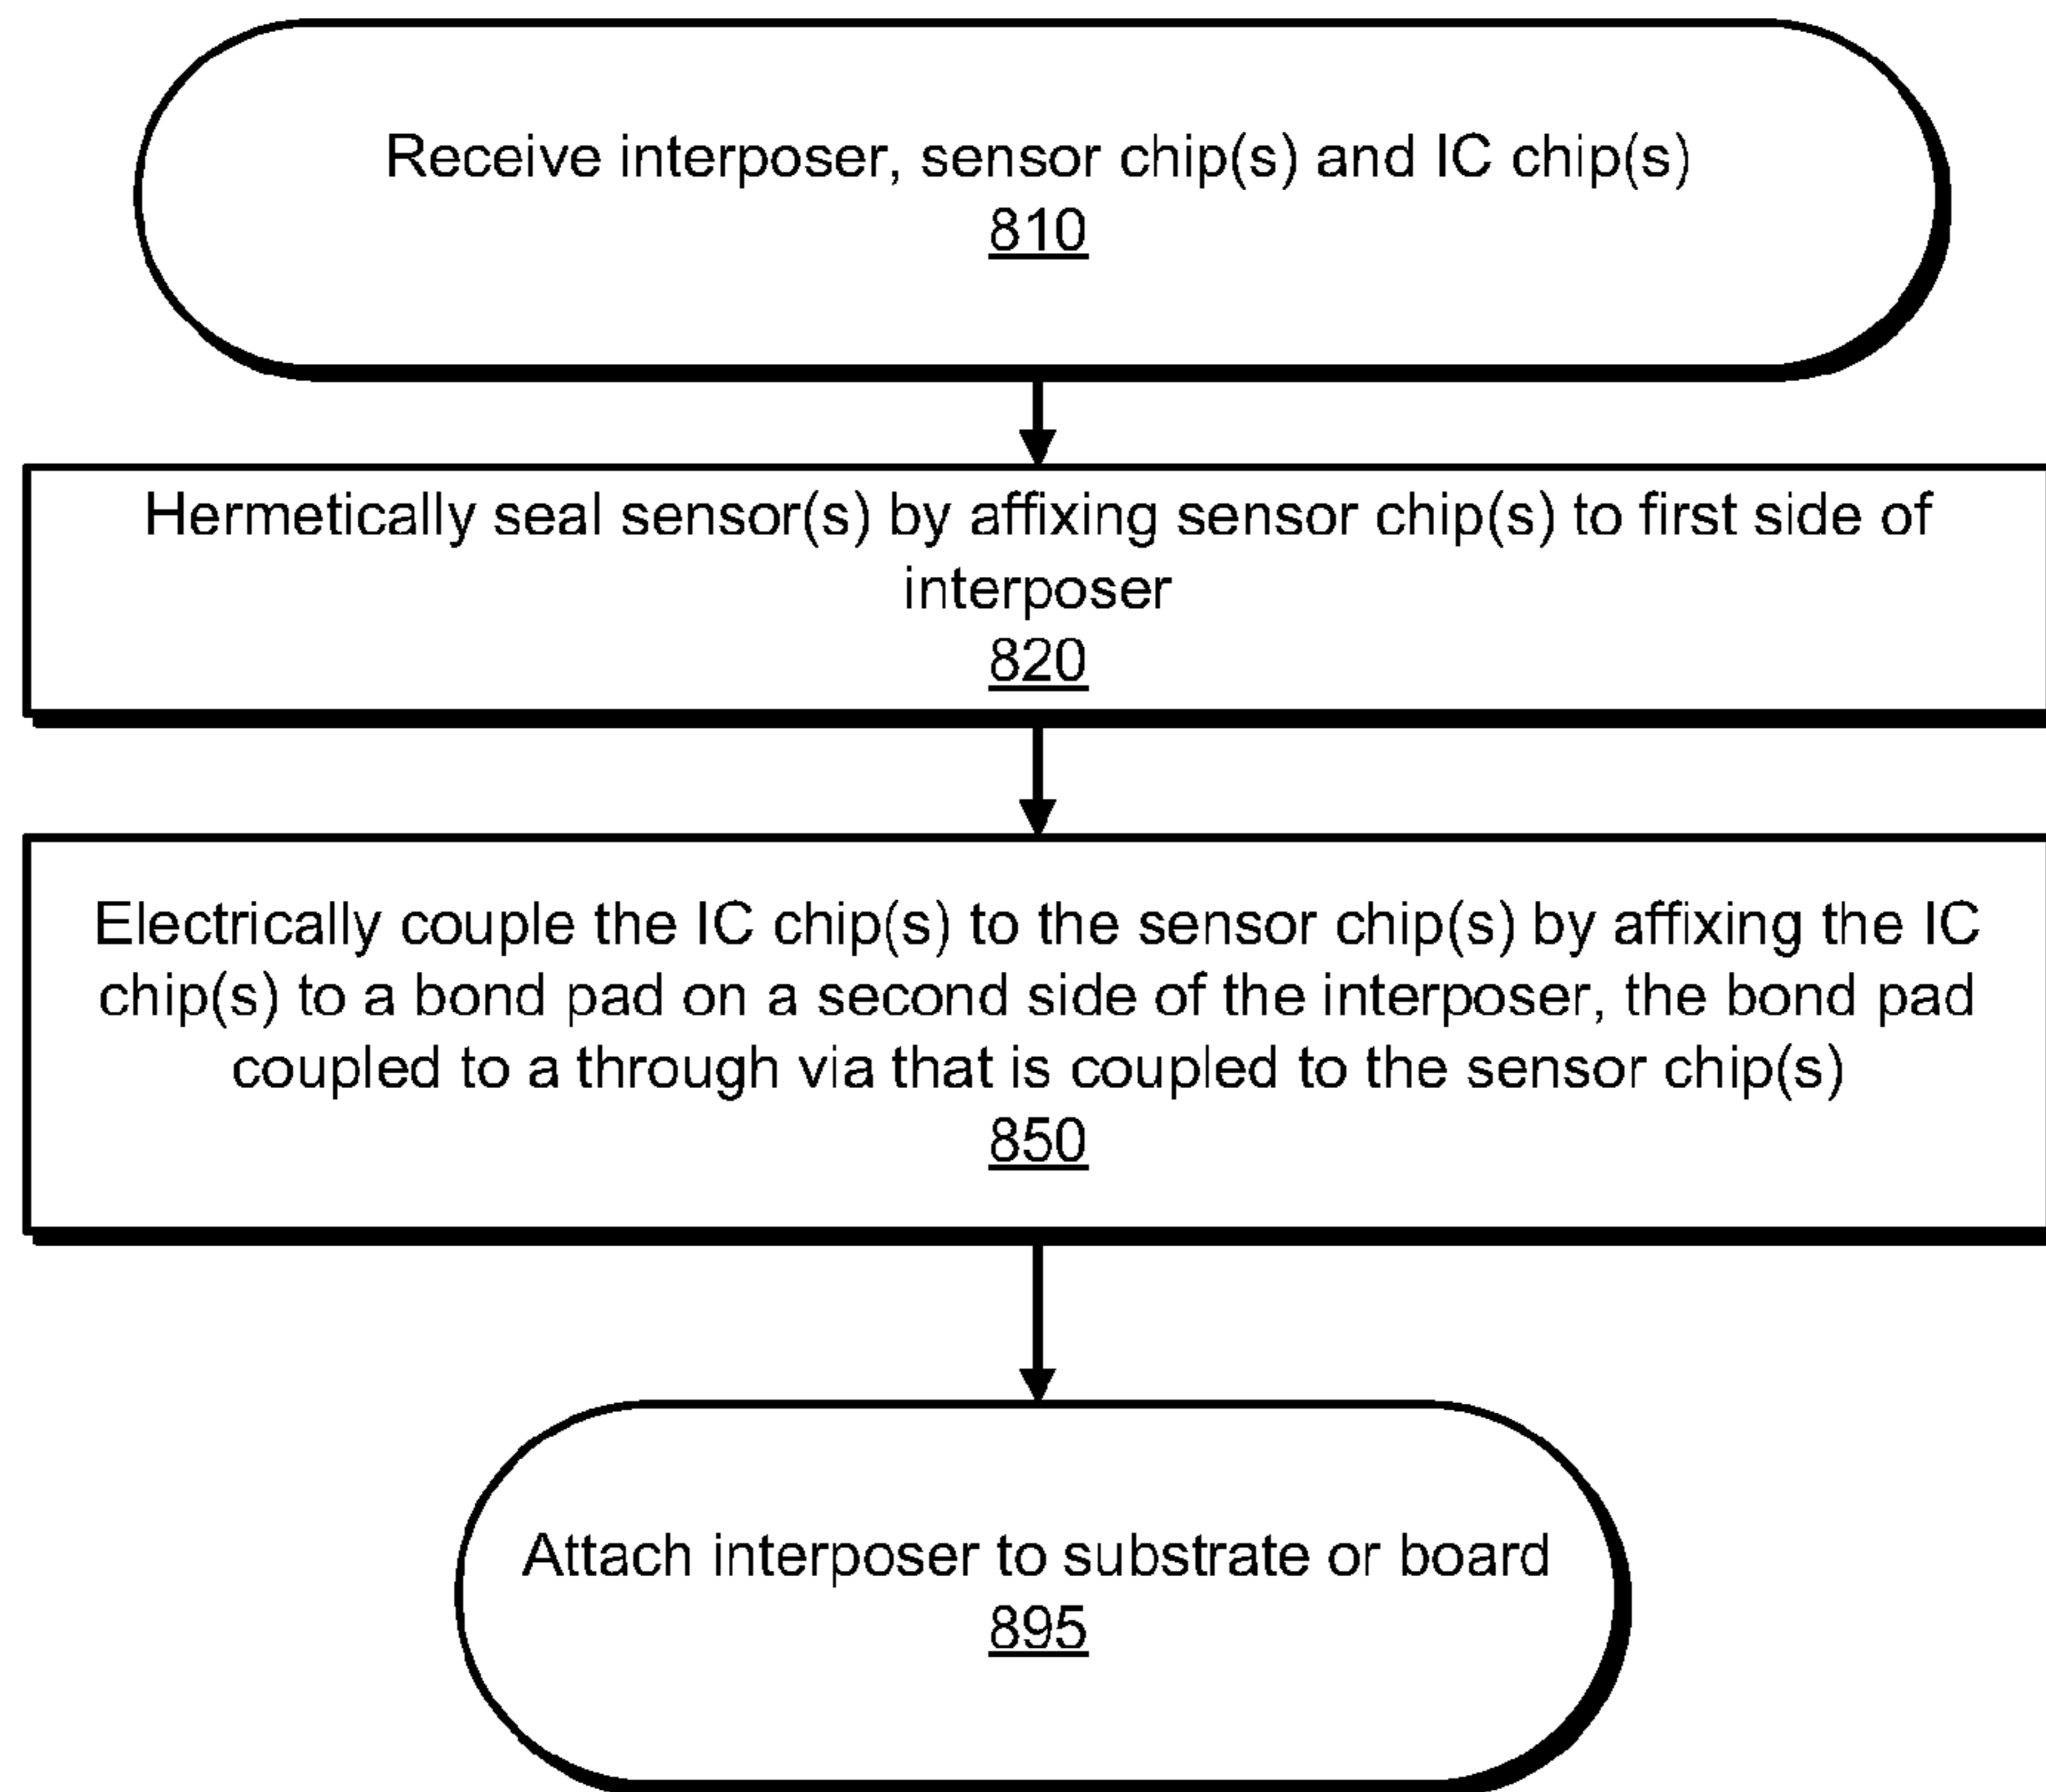 Receive interposer, sensor chip(s) and IC chip(s)
810
Hermetically seal sensor(s) by affixing sensor chip(s) to first side of
interposer
820
Electrically couple the IC chip(s) to the sensor chip(s) by affixing the IC
chip(s) to a bond pad on a second side of the interposer, the bond pad
coupled to a through via that is coupled to the sensor chip(s)
850
Attach interposer to substrate or board
895